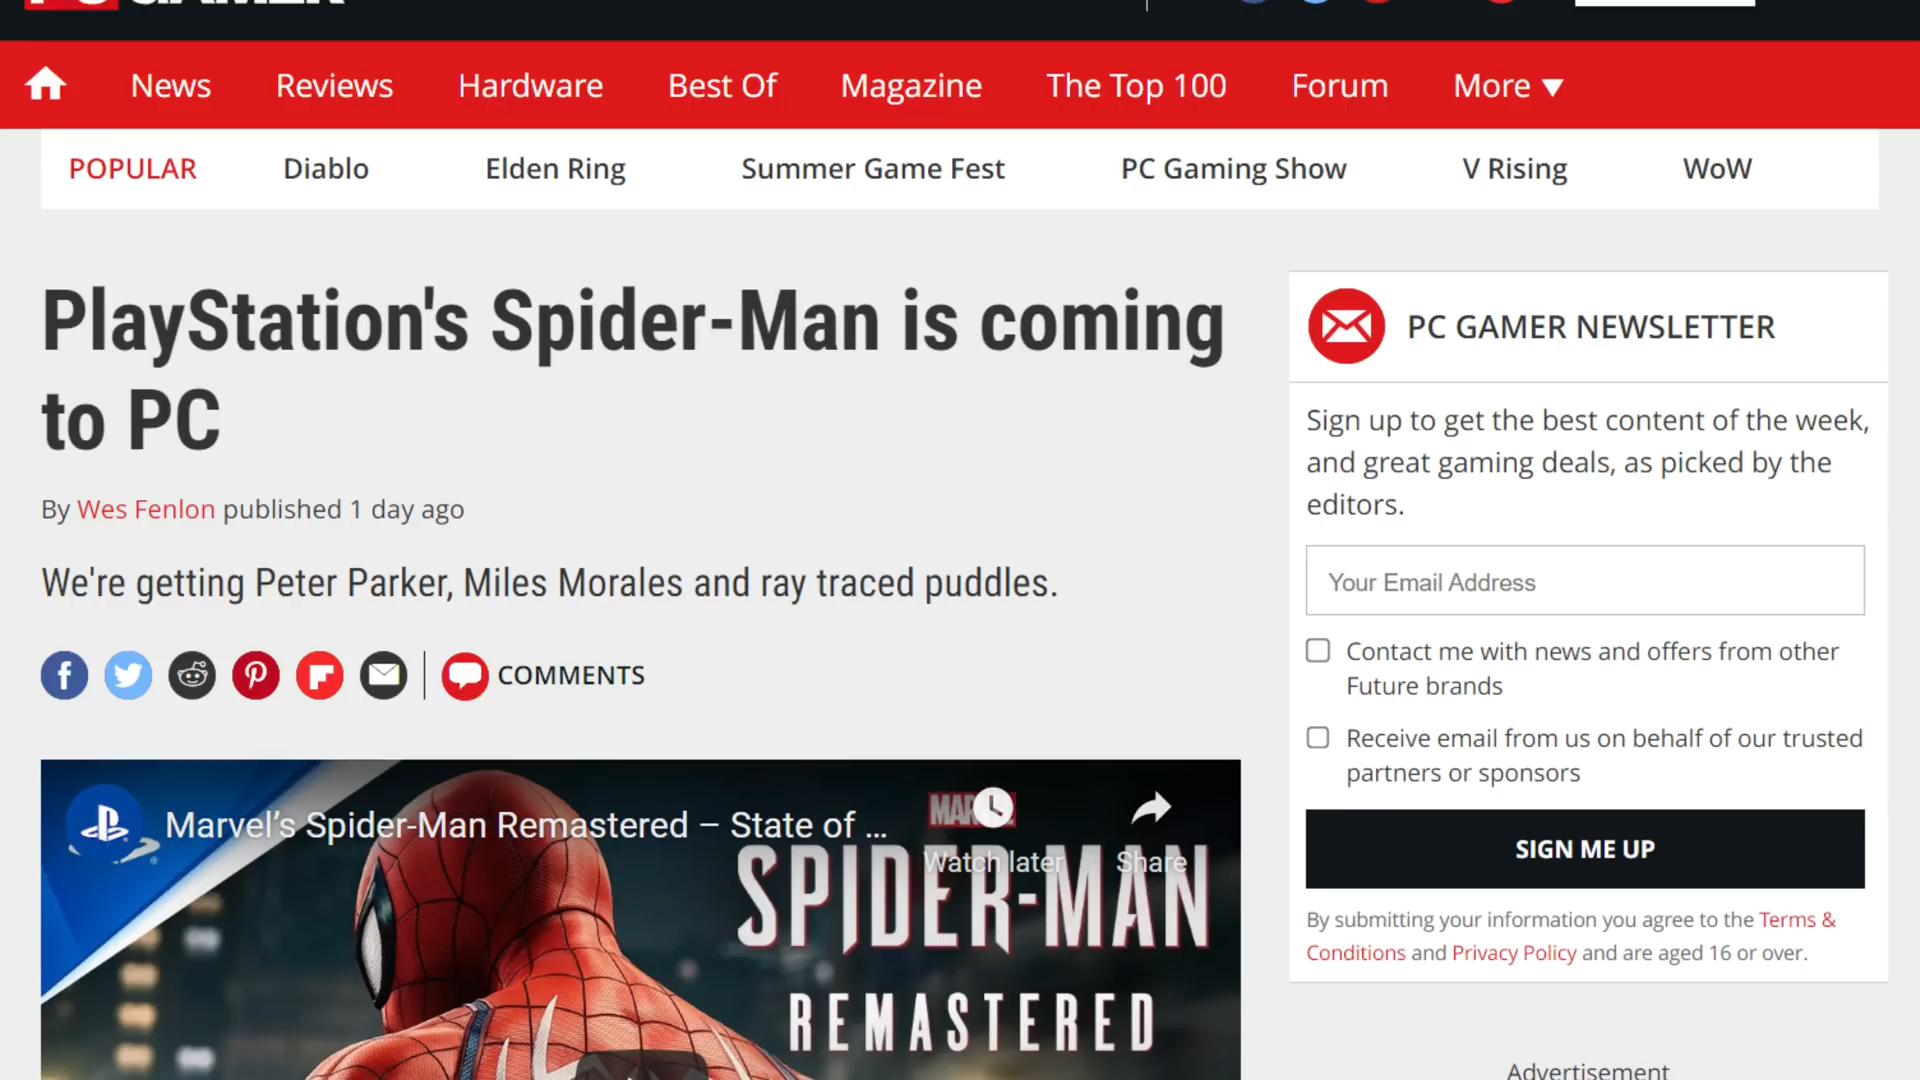 PC GAMER
News Reviews Hardware Best Of Magazine The Top 100 Forum More
POPULAR Diablo Elden Ring Summer Game Fest PC Gaming Show V Rising WoW
PlayStation's Spider-Man is coming
to PC
By Wes Fenlon published 1 day ago
We're getting Peter Parker, Miles Morales and ray traced puddles.
COMMENTS
Marvel's Spider-Man Remastered – State of ...
MARVEL
Watch later Share
SPIDER-MAN
REMASTERED
PC GAMER NEWSLETTER
Sign up to get the best content of the week,
and great gaming deals, as picked by the
editors.
Your Email Address
Contact me with news and offers from other
Future brands
Receive email from us on behalf of our trusted
partners or sponsors
SIGN ME UP
By submitting your information you agree to the Terms &
Conditions and Privacy Policy and are aged 16 or over.
Advertisement